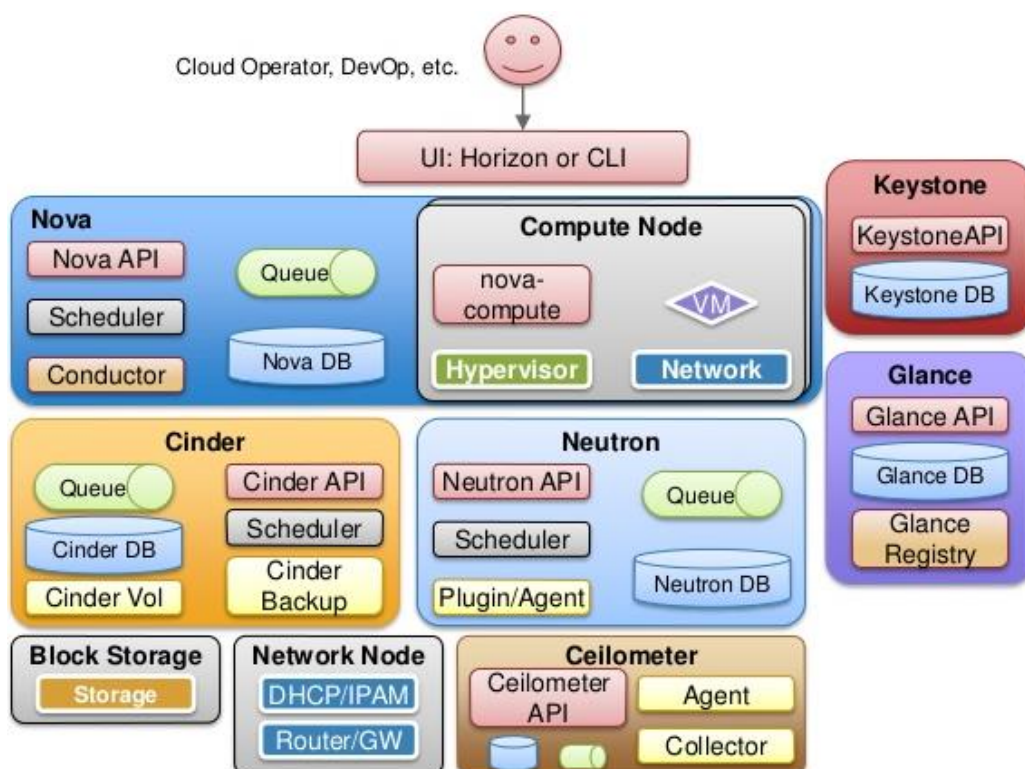 Cloud Operator, DevOp, etc.
UI: Horizon or CLI
Nova
Nova API
Scheduler
Conductor
Queue
Nova DB
Compute Node
nova-
compute
VM
Hypervisor
Network
Keystone
KeystoneAPI
Keystone DB
Glance
Glance API
Glance DB
Glance
Registry
Cinder
Queue
Cinder DB
Cinder Vol
Cinder API
Scheduler
Cinder
Backup
Neutron
Neutron API
Scheduler
Plugin/Agent
Queue
Neutron DB
Block Storage
Storage
Network Node
DHCP/IPAM
Router/GW
Ceilometer
Ceilometer
API
Agent
Collector